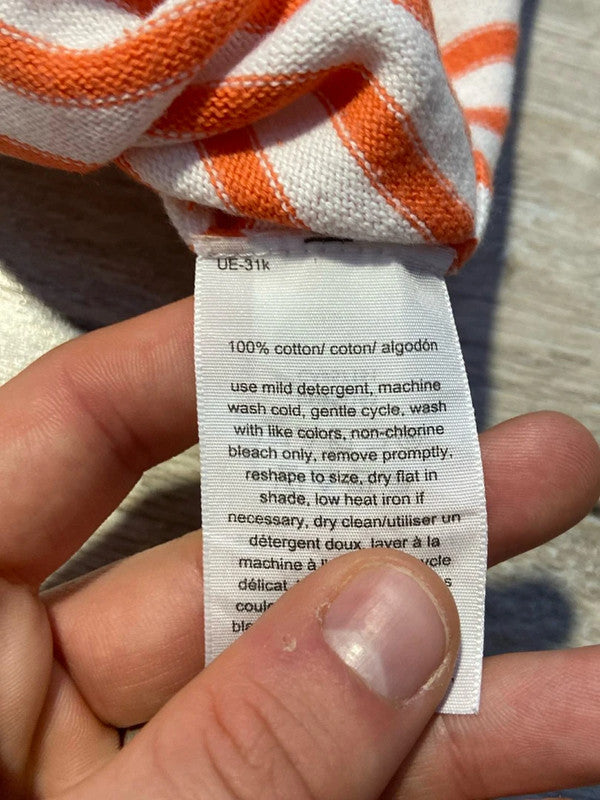 UE-31k
100% cotton/ coton/ algodón
use mild detergent, machine
wash cold, gentle cycle, wash
with like colors, non-chlorine
bleach only, remove promptly,
reshape to size, dry flat in
shade, low heat iron if
necessary, dry clean/utiliser un
détergent doux, laver à la
machine à
délicat